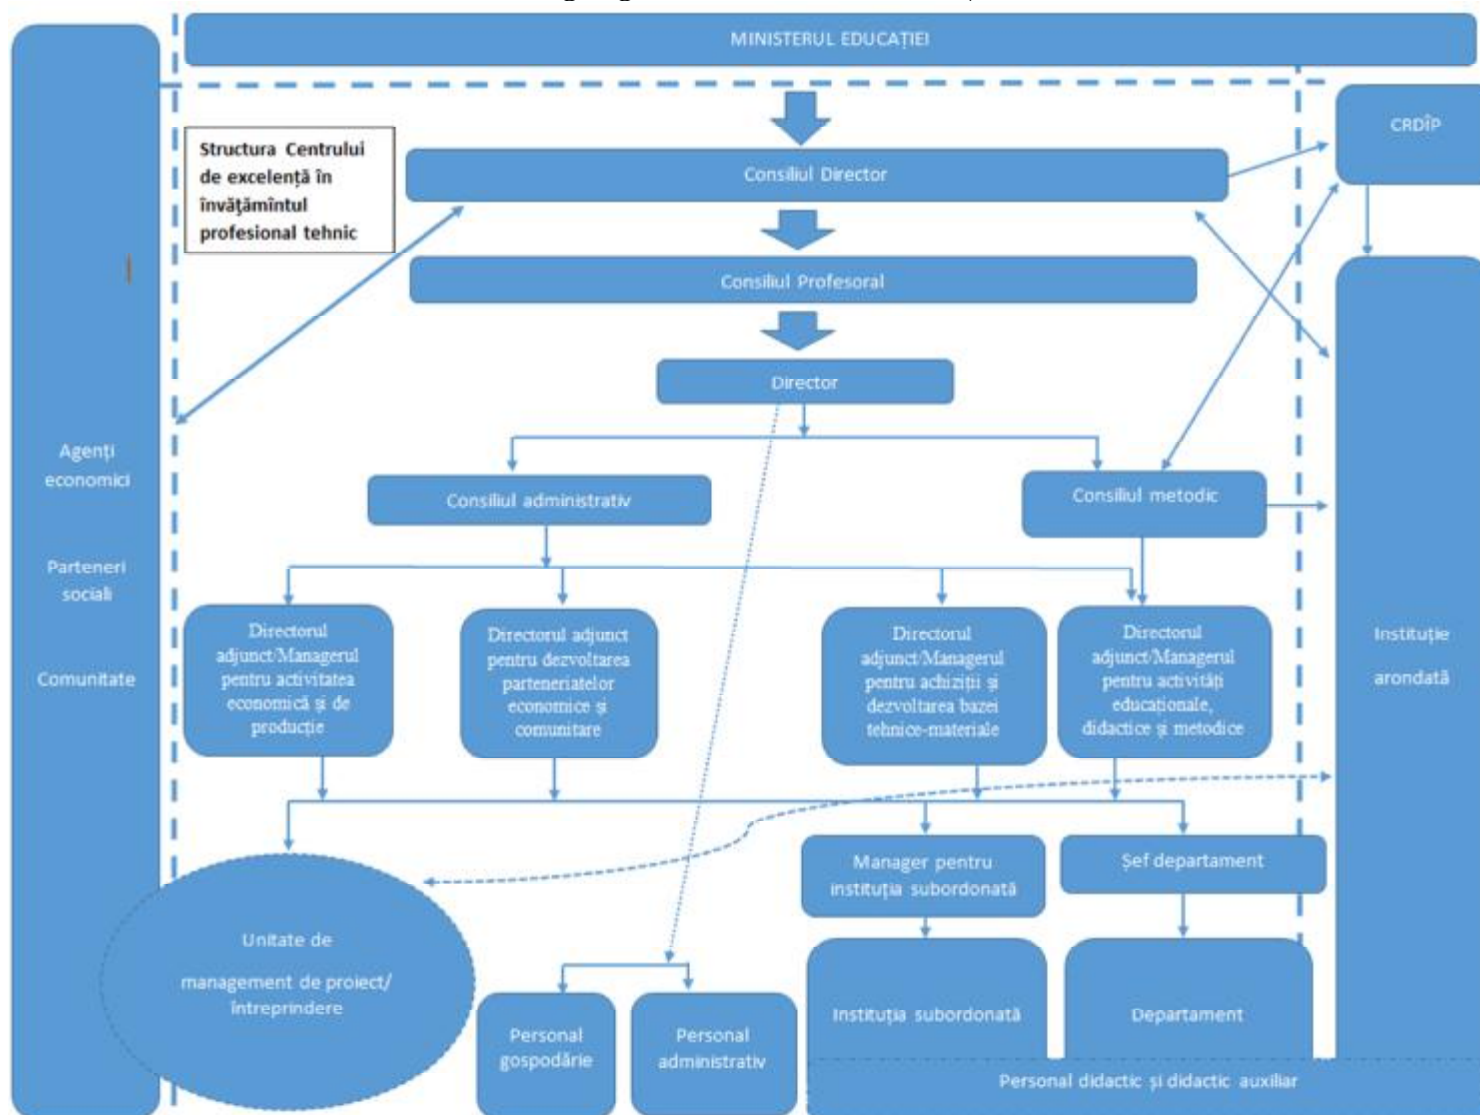 MINISTERUL EDUCAȚIEI
CRDÎP
Structura Centrului
de excelență în
învățămîntul
profesional tehnic
Consiliul Director
Consiliul Profesoral
Director
Agenți
economici
Parteneri
sociali
Comunitate
Consiliul administrativ
Consiliul metodic
Directorul
adjunct/Managerul
pentru activitatea
economică și de
producție
Directorul adjunct
pentru dezvoltarea
parteneriatelor
economice și
comunitare
Directorul
adjunct/Managerul
pentru achiziții și
dezvoltarea bazei
tehnice-materiale
Directorul
adjunct/Managerul
pentru activități
educaționale,
didactice și metodice
Instituție
arondată
Manager pentru
instituția subordonată
Șef departament
Unitate de
management de proiect/
întreprindere
Personal
gospodărie
Personal
administrativ
Instituția subordonată
Departament
Personal didactic și didactic auxiliar